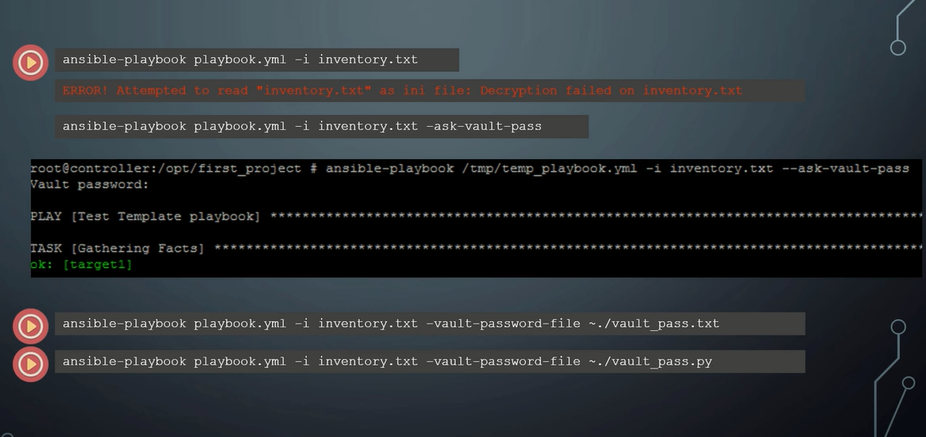 ansible-playbook playbook.yml -i inventory.txt
ERROR! Attempted to read "inventory.txt" as ini file: Decryption failed on inventory.txt
ansible-playbook playbook.yml -i inventory.txt -ask-vault-pass
root@controller:/opt/first_project # ansible-playbook /tmp/temp_playbook.yml -i inventory.txt --ask-vault-pass
Vault password:
PLAY [Test Template playbook] *********************************************************************************
TASK [Gathering Facts] ****************************************************************************************
ok: [target1]
ansible-playbook playbook.yml -i inventory.txt -vault-password-file ~./vault_pass.txt
ansible-playbook playbook.yml -i inventory.txt -vault-password-file ~./vault_pass.py